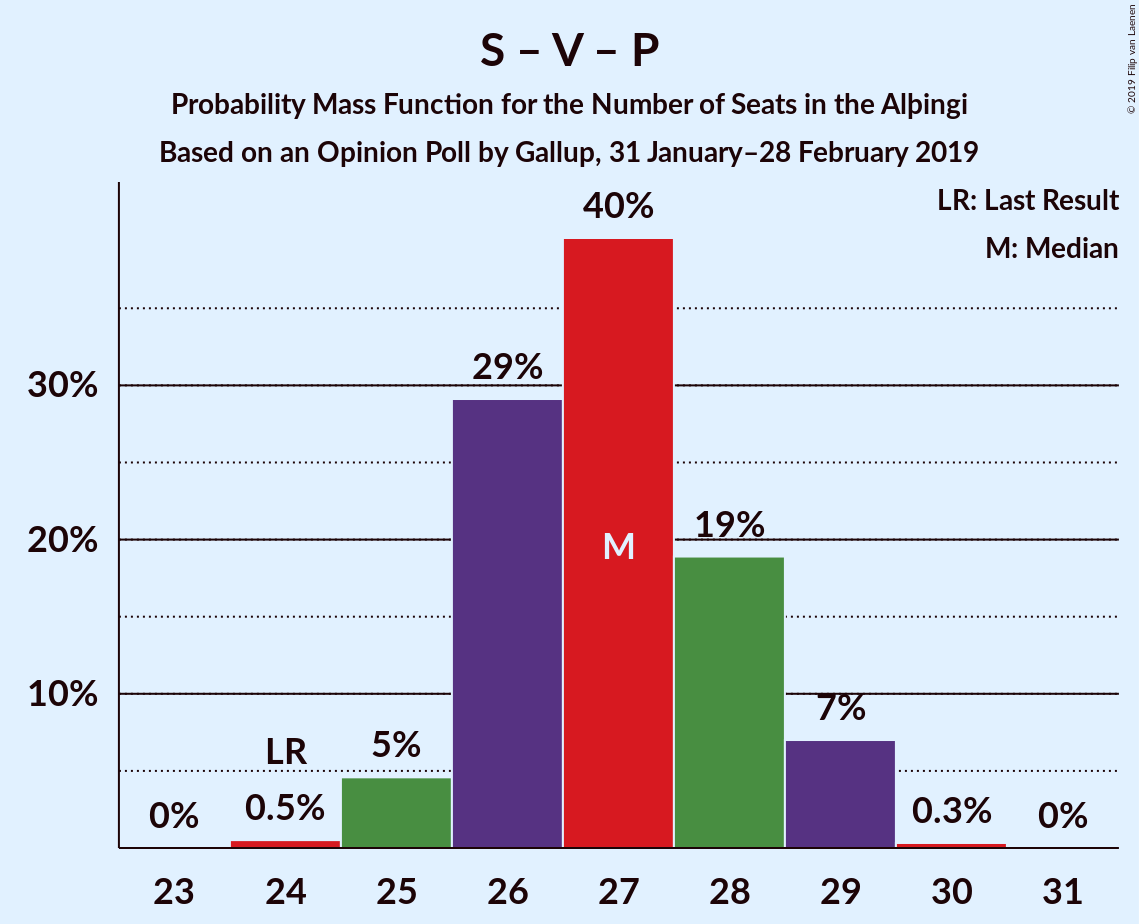 S – V – P
Probability Mass Function for the Number of Seats in the Alþingi
Based on an Opinion Poll by Gallup, 31 January–28 February 2019
© 2019 Filip van Laenen
LR: Last Result
M: Median
40%
29%
30%
M
19%
20%
10%
7%
LR
5%
0%
0.5%
0.3%
0%
23 24 25 26 27 28 29 30 31